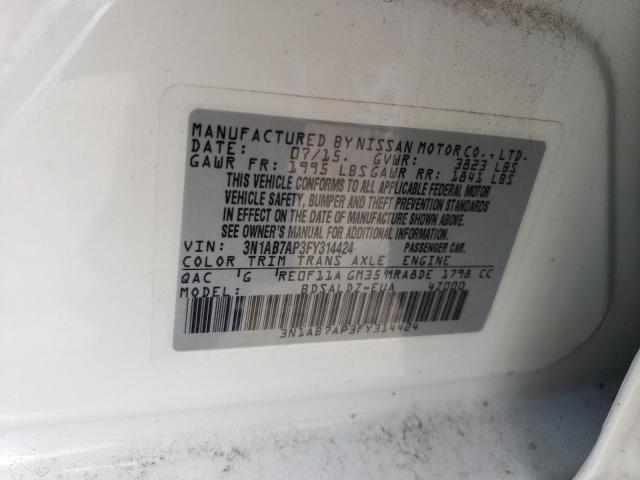 MANUFACTURED BY NISSAN MOTOR CO., LTD.
DATE: 07/15. GVWR: 3823 LBS
GAWR FR: 1995 LBS GAWR RR: 1841 LBS
THIS VEHICLE CONFORMS TO ALL APPLICABLE FEDERAL MOTOR
VEHICLE SAFETY, BUMPER AND THEFT PREVENTION STANDARDS
IN EFFECT ON THE DATE OF MANUFACTURE SHOWN ABOVE.
SEE OWNER'S MANUAL FOR ADDITIONAL INFORMATION.
VIN: 3N1AB7AP3FY314424 PASSENGER CAR.
COLOR TRIM TRANS AXLE ENGINE
QAC 'G RE0F11A GM35 MRA8DE 1798 CC
MODEL: BDSALDZ-EUA 47000
3N1AB7AP3FY314424